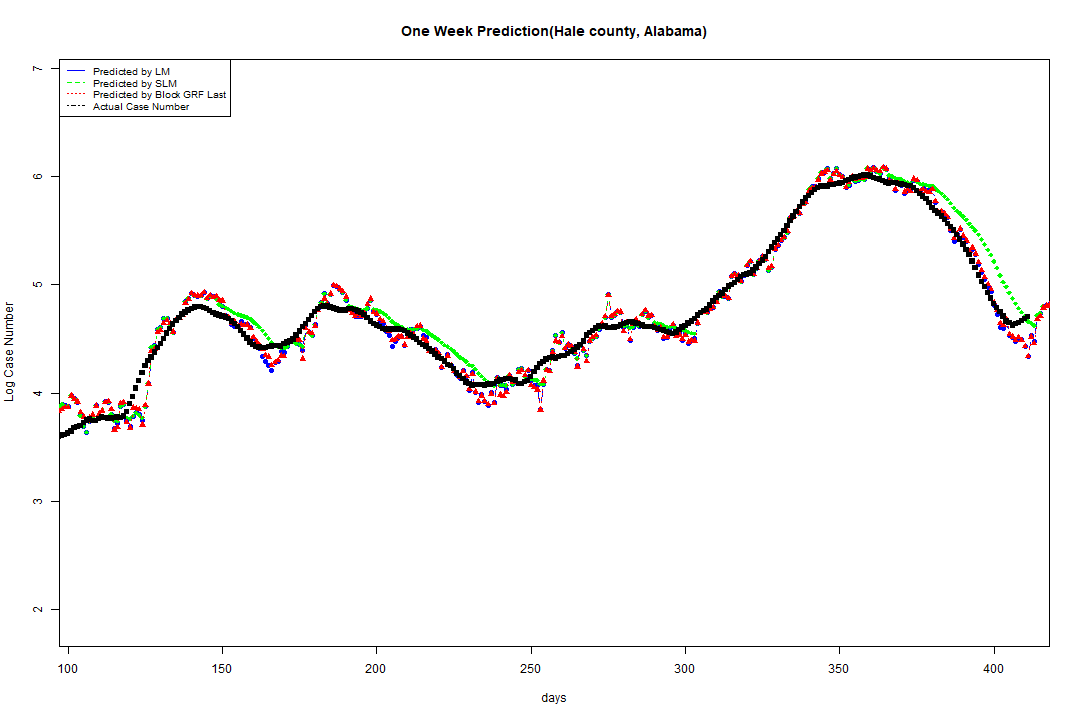 One Week Prediction(Hale county, Alabama)
Predicted by LM
Predicted by SLM
Predicted by Block GRF Last
Actual Case Number
7
6
5
4
3
2
Log Case Number
100 150 200 250 300 350 400
days